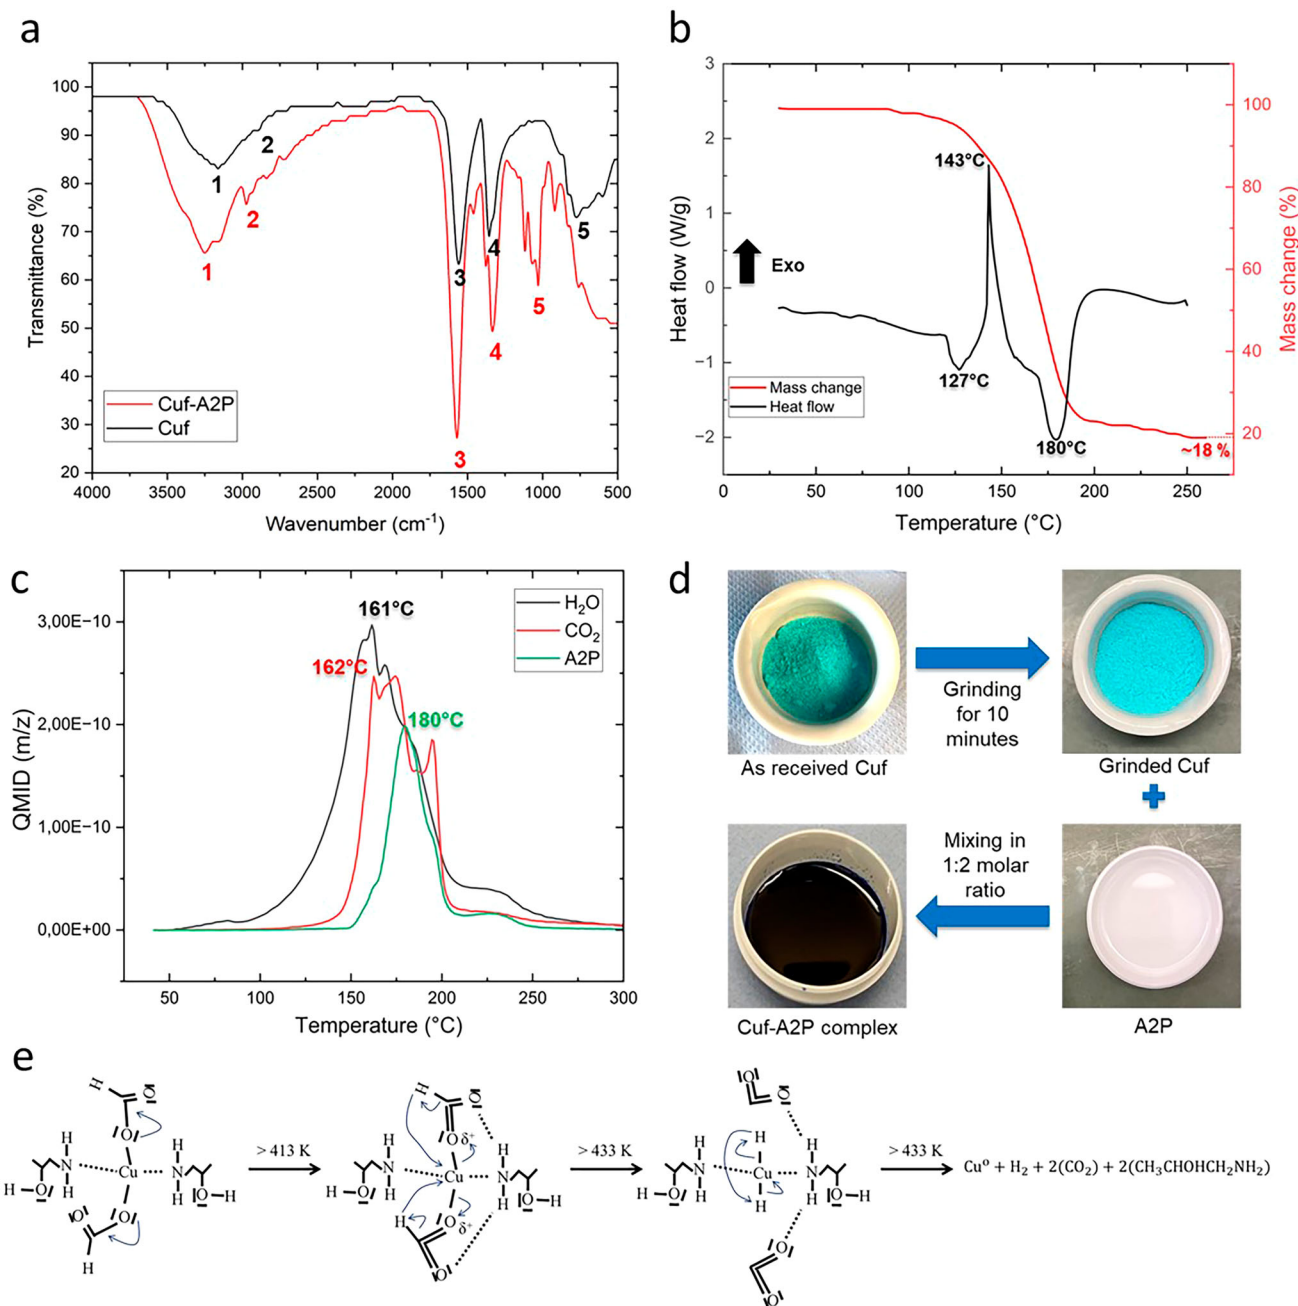 a
100
90
80
70
60
50
40
30
20
Transmittance (%)
1
2
1
2
3
3
4
4
5
5
Cuf-A2P
Cuf
4000 3500 3000 2500 2000 1500 1000 500
Wavenumber (cm⁻¹)
b
3
2
1
0
−1
−2
Heat flow (W/g)
143°C
Exo
127°C
180°C
~18 %
Mass change
Heat flow
100
80
60
40
20
Mass change (%)
0 50 100 150 200 250
Temperature (°C)
c
3,00E−10
2,00E−10
1,00E−10
0,00E+00
QMID (m/z)
161°C
162°C
180°C
H₂O
CO₂
A2P
50 100 150 200 250 300
Temperature (°C)
d
As received Cuf
Grinding
for 10
minutes
Grinded Cuf
Mixing in
1:2 molar
ratio
Cuf-A2P complex
A2P
e
H O
O
H H
N Cu N
H H
H O O H
O O
H
> 413 K
H O
O δ⁺
H H
N Cu N
H H
H O O H
H O δ⁺
O
> 433 K
O O
H H H
N Cu N
H H H
H O O H
O
O
> 433 K
Cu⁰ + H₂ + 2(CO₂) + 2(CH₃CHOHCH₂NH₂)